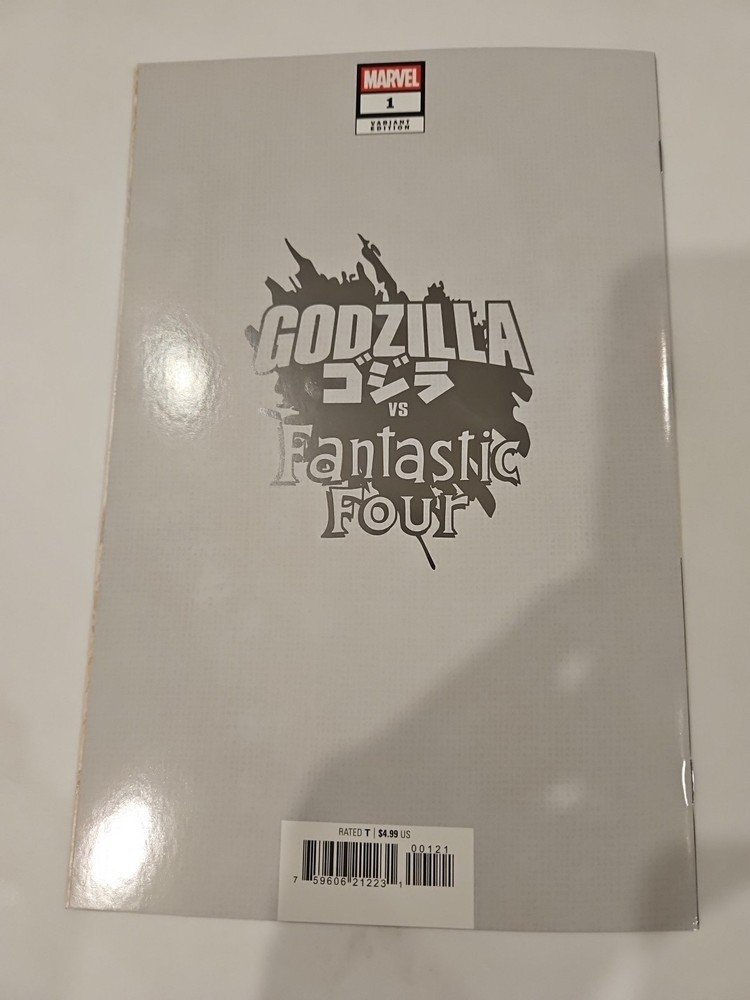 MARVEL
1
VARIANT
EDITION
GODZILLA
ゴジラ
VS
Fantastic
Four
RATED T | $4.99 US
00121
7 59606 21223 1